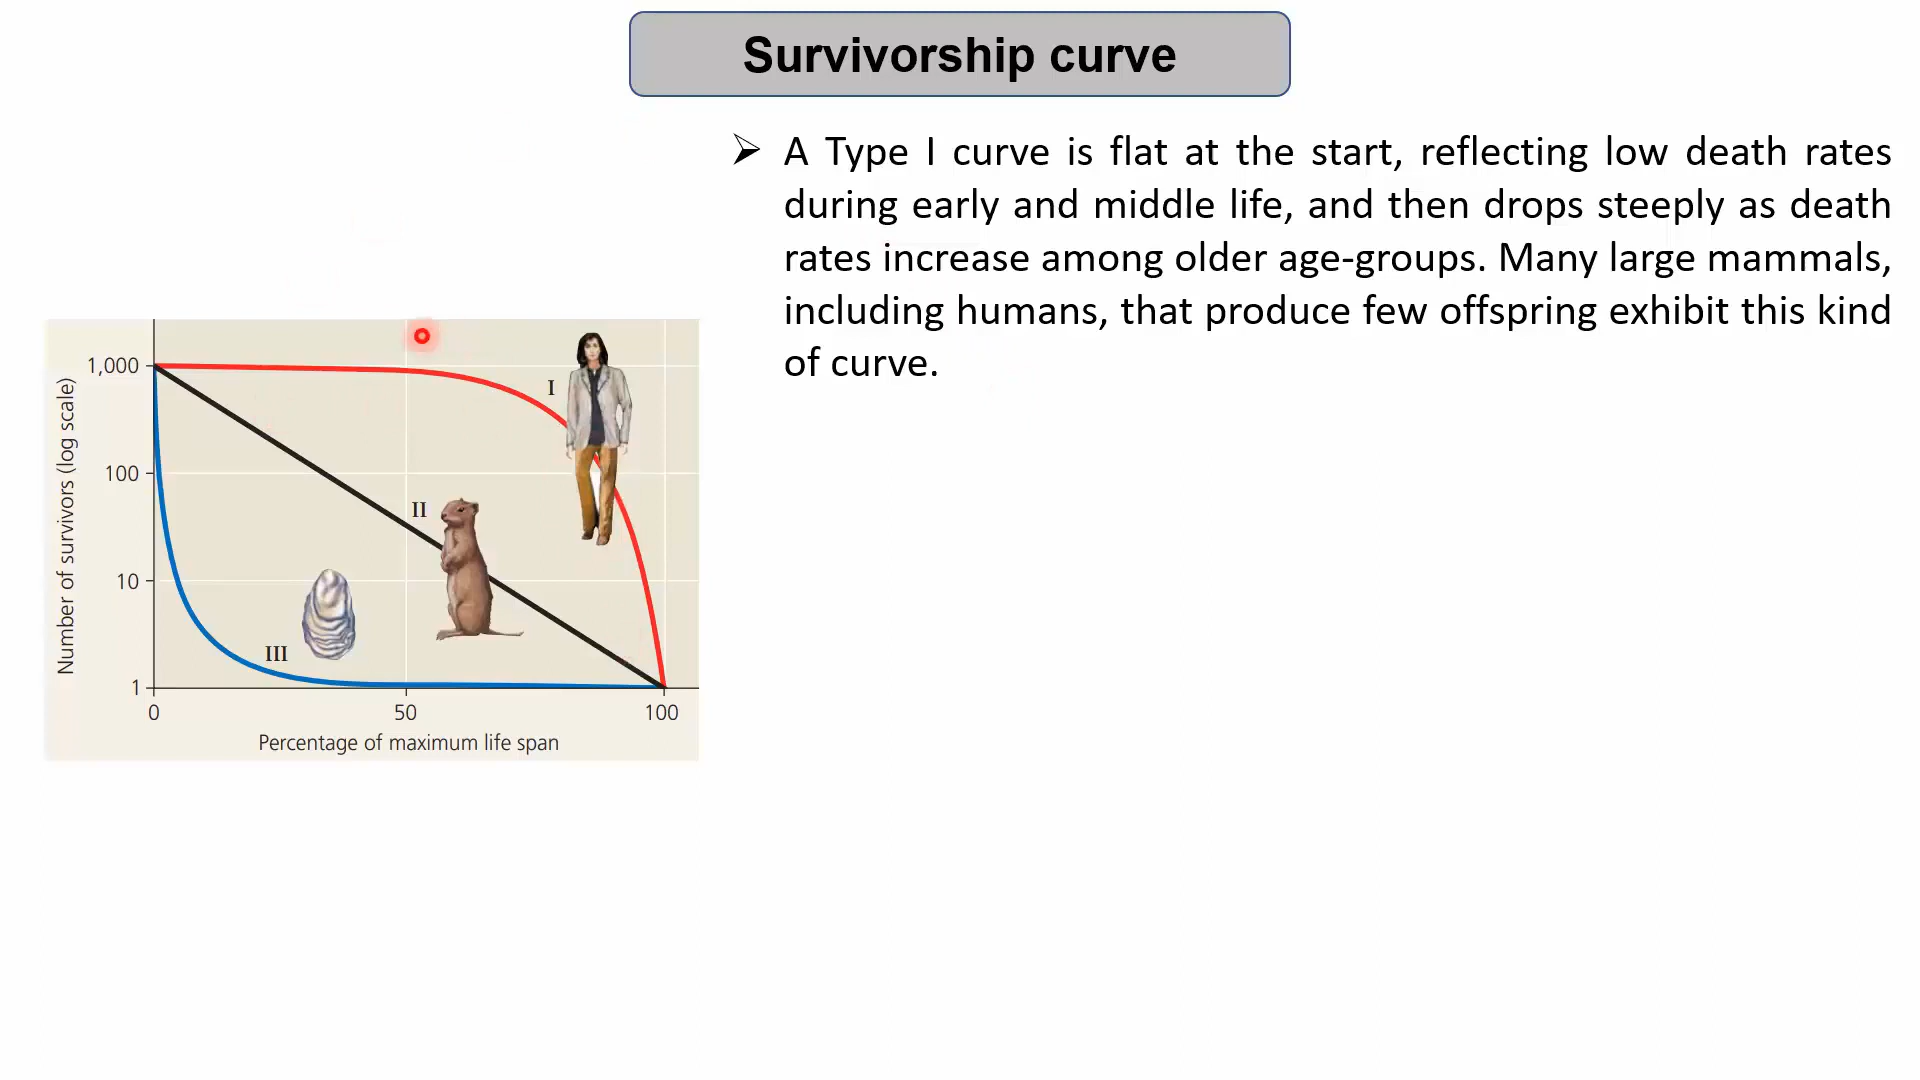 Survivorship curve
➢ A Type I curve is flat at the start, reflecting low death rates
during early and middle life, and then drops steeply as death
rates increase among older age-groups. Many large mammals,
including humans, that produce few offspring exhibit this kind
of curve.
Number of survivors (log scale)
1,000
100
10
1
I
II
III
0
50
100
Percentage of maximum life span